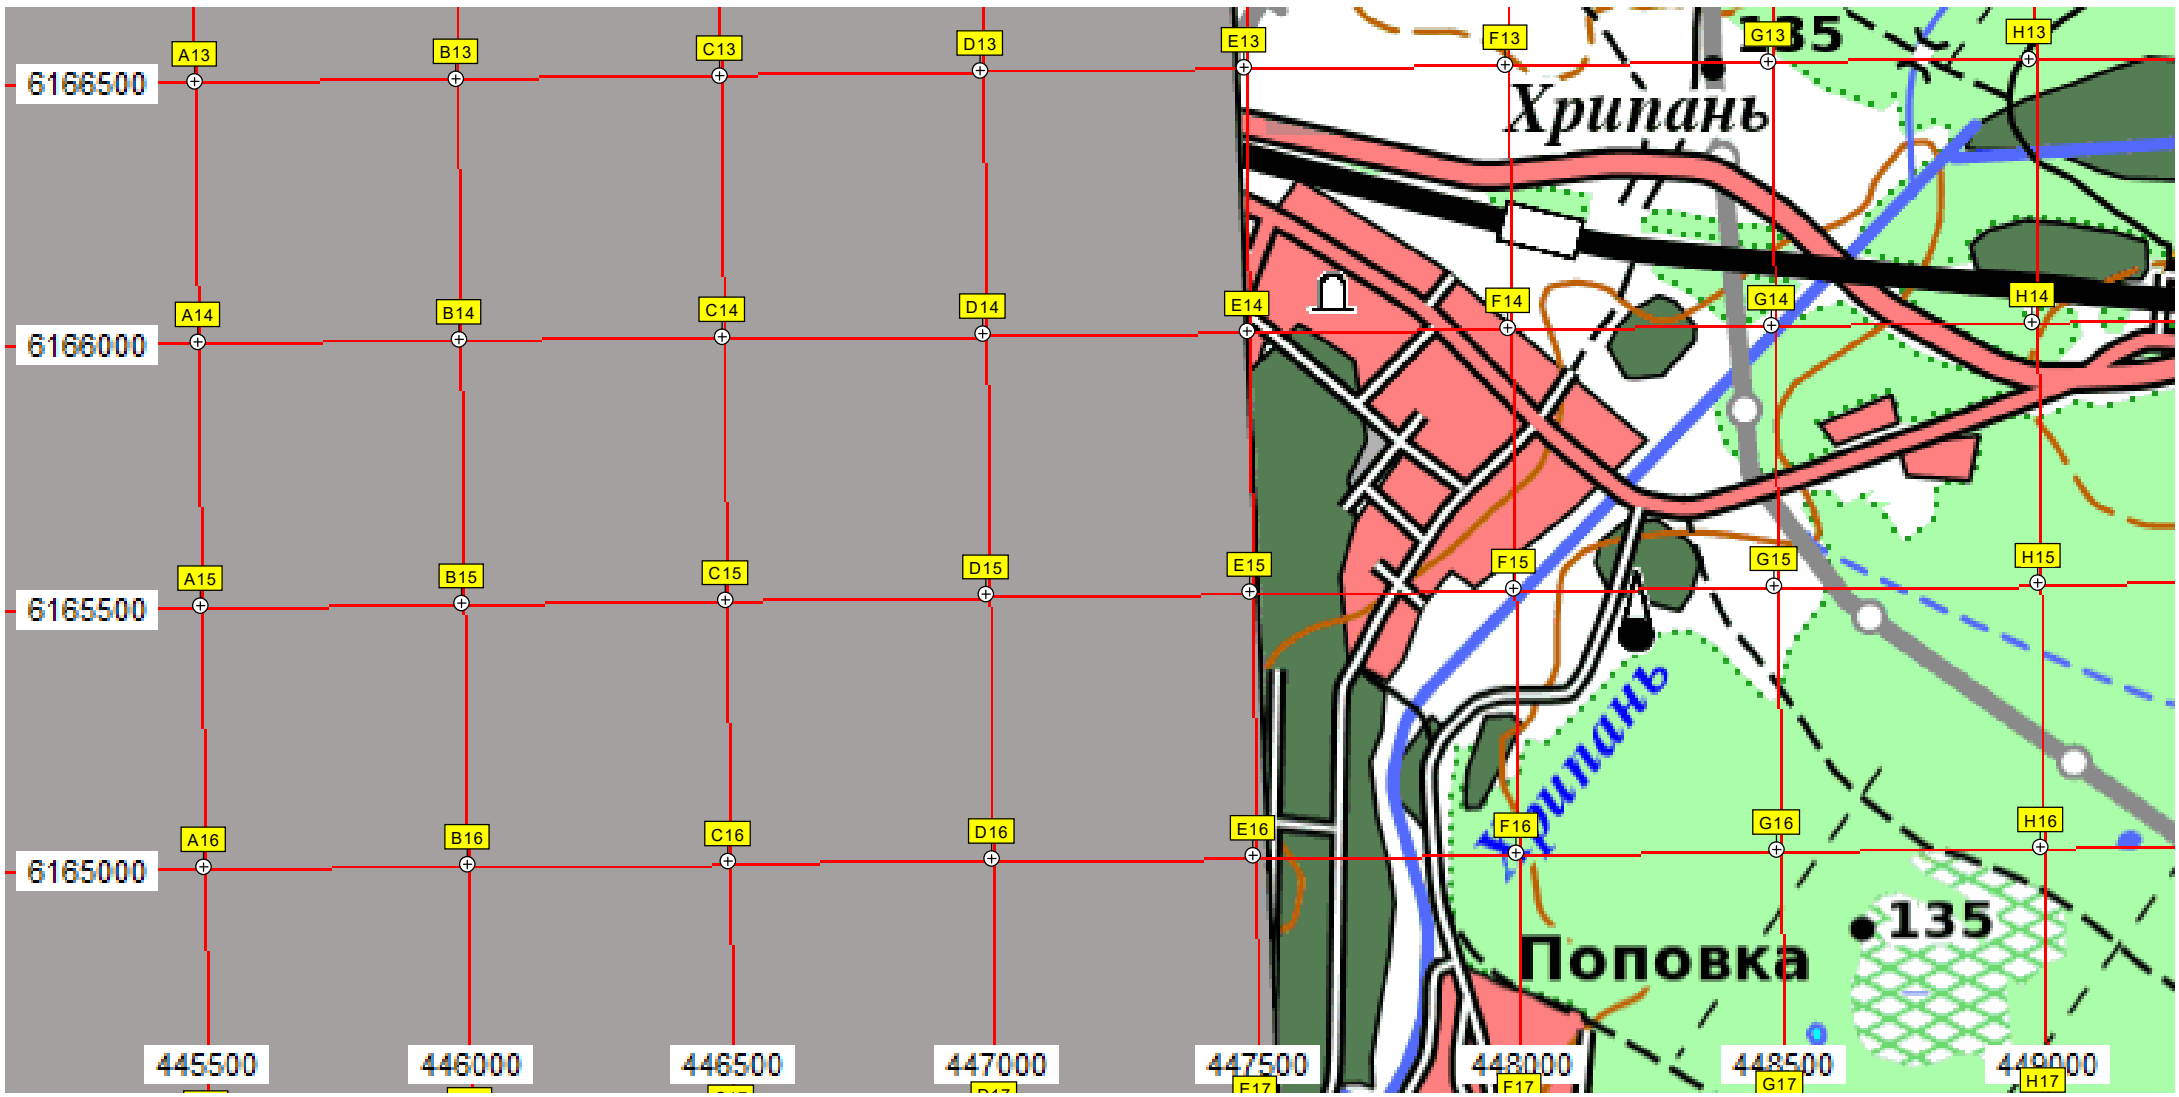 A13 B13 C13 D13 E13 F13 G13 H13
135
6166500
Хрипань
A14 B14 C14 D14 E14 F14 G14 H14
6166000
A15 B15 C15 D15 E15 F15 G15 H15
6165500
Хрипань
A16 B16 C16 D16 E16 F16 G16 H16
6165000
135
Поповка
445500 446000 446500 447000 447500 448000 448500 449000
D17 E17 F17 G17 H17